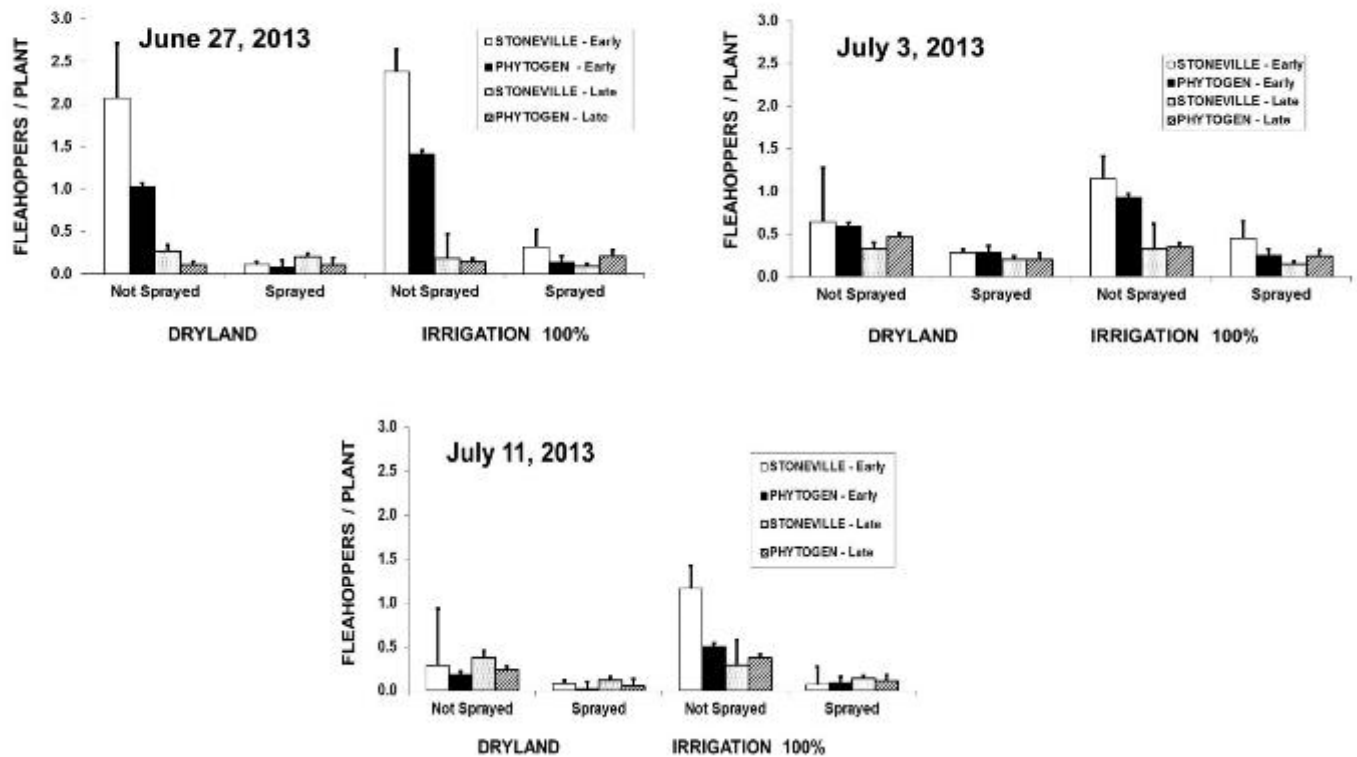 June 27, 2013
FLEAHOPPERS / PLANT
3.0
2.5
2.0
1.5
1.0
0.5
0.0
STONEVILLE - Early
PHYTOGEN - Early
STONEVILLE - Late
PHYTOGEN - Late
Not Sprayed Sprayed Not Sprayed Sprayed
DRYLAND IRRIGATION 100%
July 3, 2013
FLEAHOPPERS / PLANT
3.0
2.5
2.0
1.5
1.0
0.5
0.0
STONEVILLE - Early
PHYTOGEN - Early
STONEVILLE - Late
PHYTOGEN - Late
Not Sprayed Sprayed Not Sprayed Sprayed
DRYLAND IRRIGATION 100%
July 11, 2013
FLEAHOPPERS / PLANT
3.0
2.5
2.0
1.5
1.0
0.5
0.0
STONEVILLE - Early
PHYTOGEN - Early
STONEVILLE - Late
PHYTOGEN - Late
Not Sprayed Sprayed Not Sprayed Sprayed
DRYLAND IRRIGATION 100%